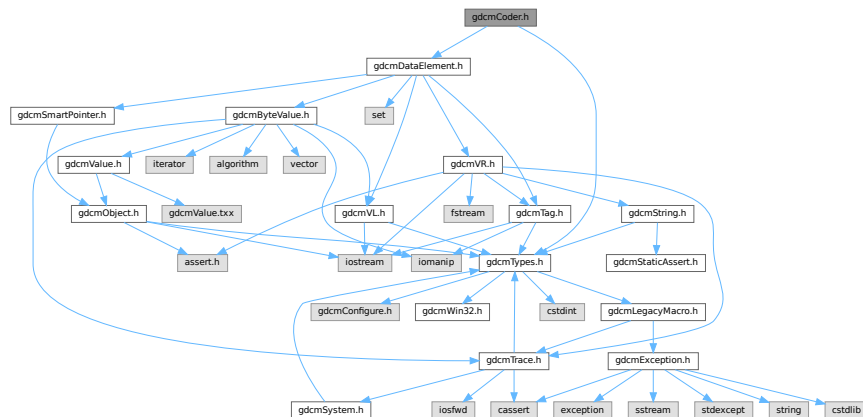 gdcmCoder.h
gdcmDataElement.h
gdcmSmartPointer.h
gdcmByteValue.h
set
gdcmValue.h
iterator
algorithm
vector
gdcmVR.h
gdcmObject.h
gdcmValue.txx
gdcmVL.h
fstream
gdcmTag.h
gdcmString.h
assert.h
iostream
iomanip
gdcmTypes.h
gdcmStaticAssert.h
gdcmConfigure.h
gdcmWin32.h
cstdint
gdcmLegacyMacro.h
gdcmTrace.h
gdcmException.h
gdcmSystem.h
iosfwd
cassert
exception
sstream
stdexcept
string
cstdlib